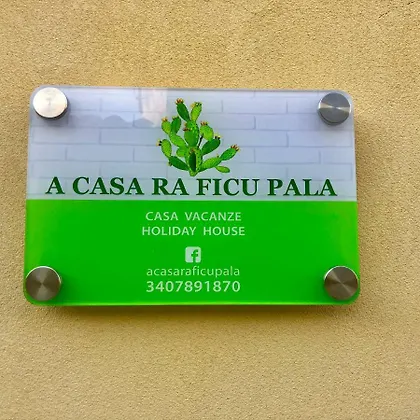 A CASA RA FICU PALA
CASA VACANZE
HOLIDAY HOUSE
acasaraficupala
3407891870